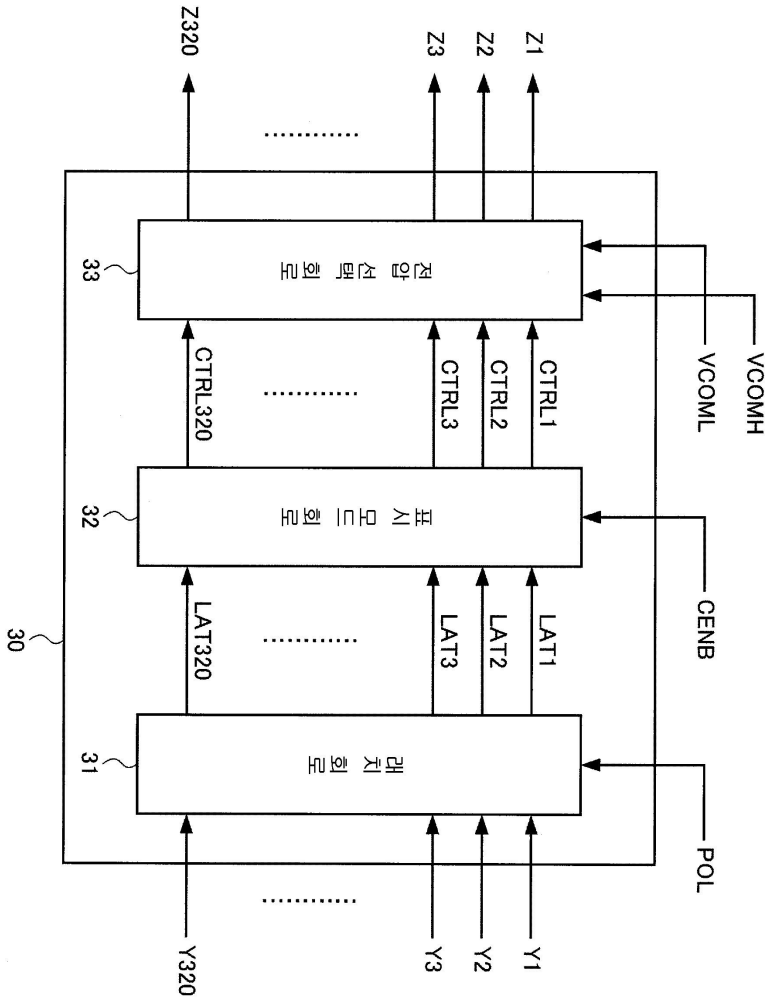 VCOMH
VCOML CENB POL
Z1 CTRL1 LAT1 Y1
Z2 CTRL2 LAT2 Y2
Z3 CTRL3 LAT3 Y3
전압 선택 회로
표시 모드 회로
래치 회로
Z320 CTRL320 LAT320 Y320
33 32 31
30